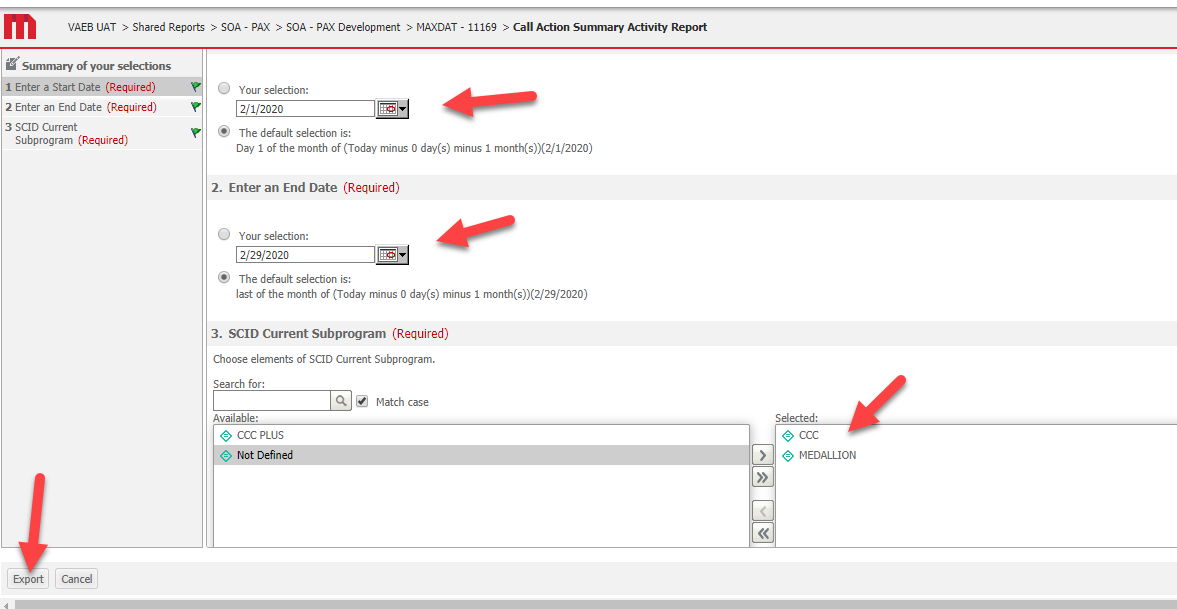 VAEB UAT > Shared Reports > SOA - PAX > SOA - PAX Development > MAXDAT - 11169 > Call Action Summary Activity Report
Summary of your selections
1 Enter a Start Date (Required)
2 Enter an End Date (Required)
3 SCID Current
Subprogram (Required)
Your selection:
2/1/2020
The default selection is:
Day 1 of the month of (Today minus 0 day(s) minus 1 month(s))(2/1/2020)
2. Enter an End Date (Required)
Your selection:
2/29/2020
The default selection is:
last of the month of (Today minus 0 day(s) minus 1 month(s))(2/29/2020)
3. SCID Current Subprogram (Required)
Choose elements of SCID Current Subprogram.
Search for:
Match case
Available:
CCC PLUS
Not Defined
Selected:
CCC
MEDALLION
Export Cancel